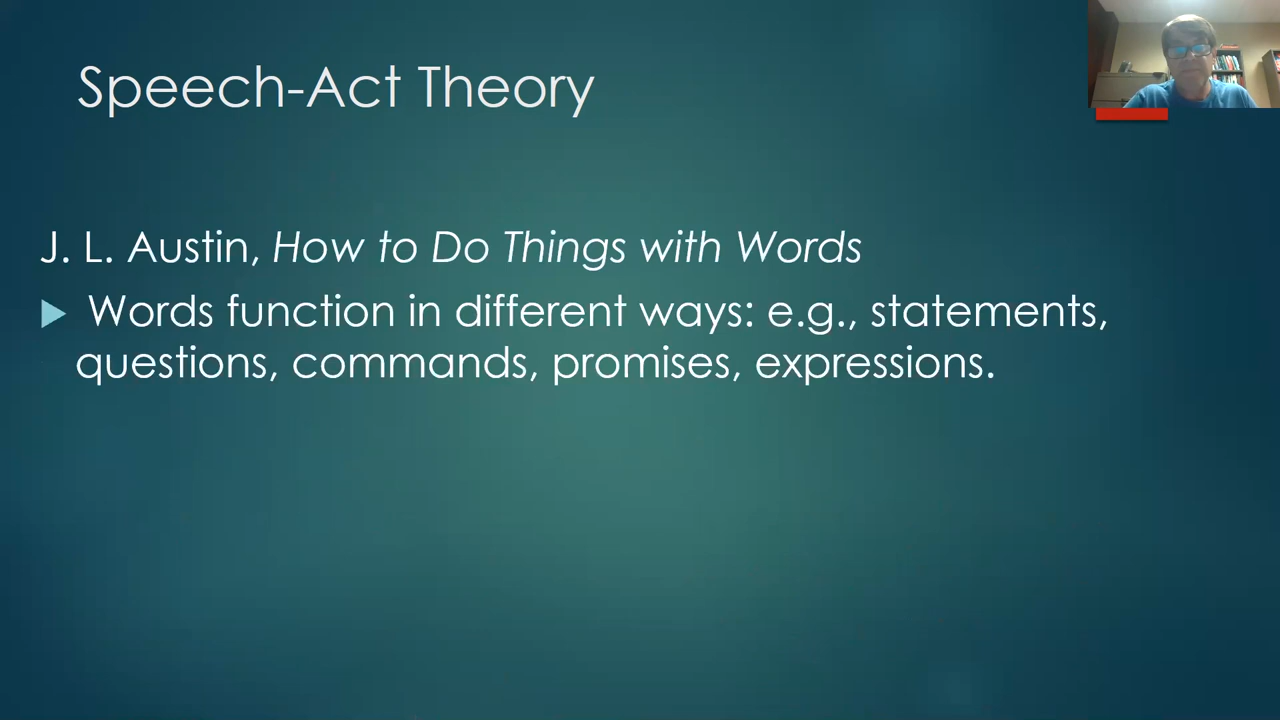 Speech-Act Theory
J. L. Austin, How to Do Things with Words
Words function in different ways: e.g., statements,
questions, commands, promises, expressions.